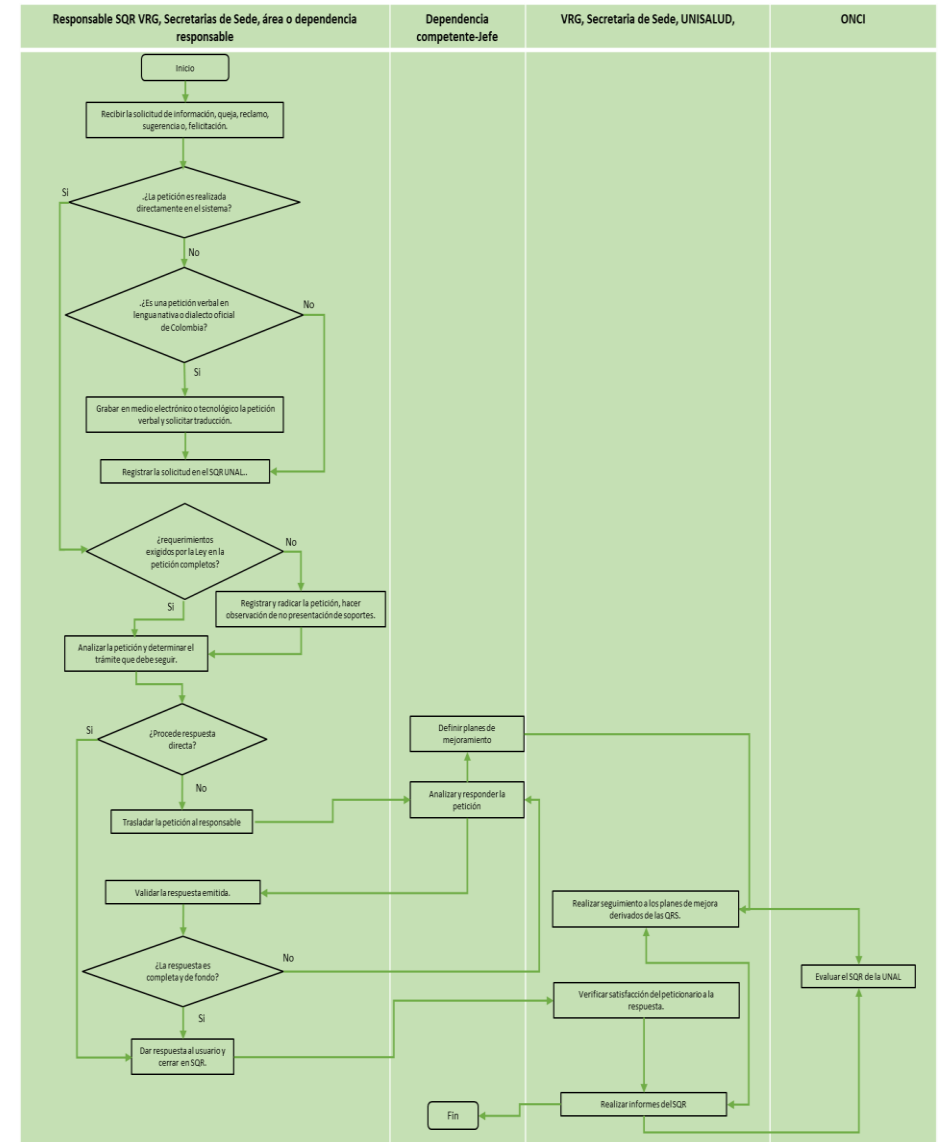 Responsable SQR VRG, Secretarias de Sede, área o dependencia
responsable
Dependencia
competente-Jefe
VRG, Secretaria de Sede, UNISALUD,
ONCI
Inicio
Recibir la solicitud de información, queja, reclamo,
sugerencia o, felicitación.
.¿La petición es realizada
directamente en el sistema?
Si
No
.¿Es una petición verbal en
lengua nativa o dialecto oficial
de Colombia?
No
Si
Grabar en medio electrónico o tecnológico la petición
verbal y solicitar traducción.
Registrar la solicitud en el SQR UNAL..
¿requerimientos
exigidos por la Ley en la
petición completos?
No
Si
Registrar y radicar la petición, hacer
observación de no presentación de soportes.
Analizar la petición y determinar el
trámite que debe seguir.
¿Procede respuesta
directa?
Si
No
Definir planes de
mejoramiento
Analizar y responder la
petición
Trasladar la petición al responsable
Validar la respuesta emitida.
Realizar seguimiento a los planes de mejora
derivados de las QRS.
¿La respuesta es
completa y de fondo?
No
Si
Evaluar el SQR de la UNAL
Verificar satisfacción del peticionario a la
respuesta.
Dar respuesta al usuario y
cerrar en SQR.
Realizar informes del SQR
Fin